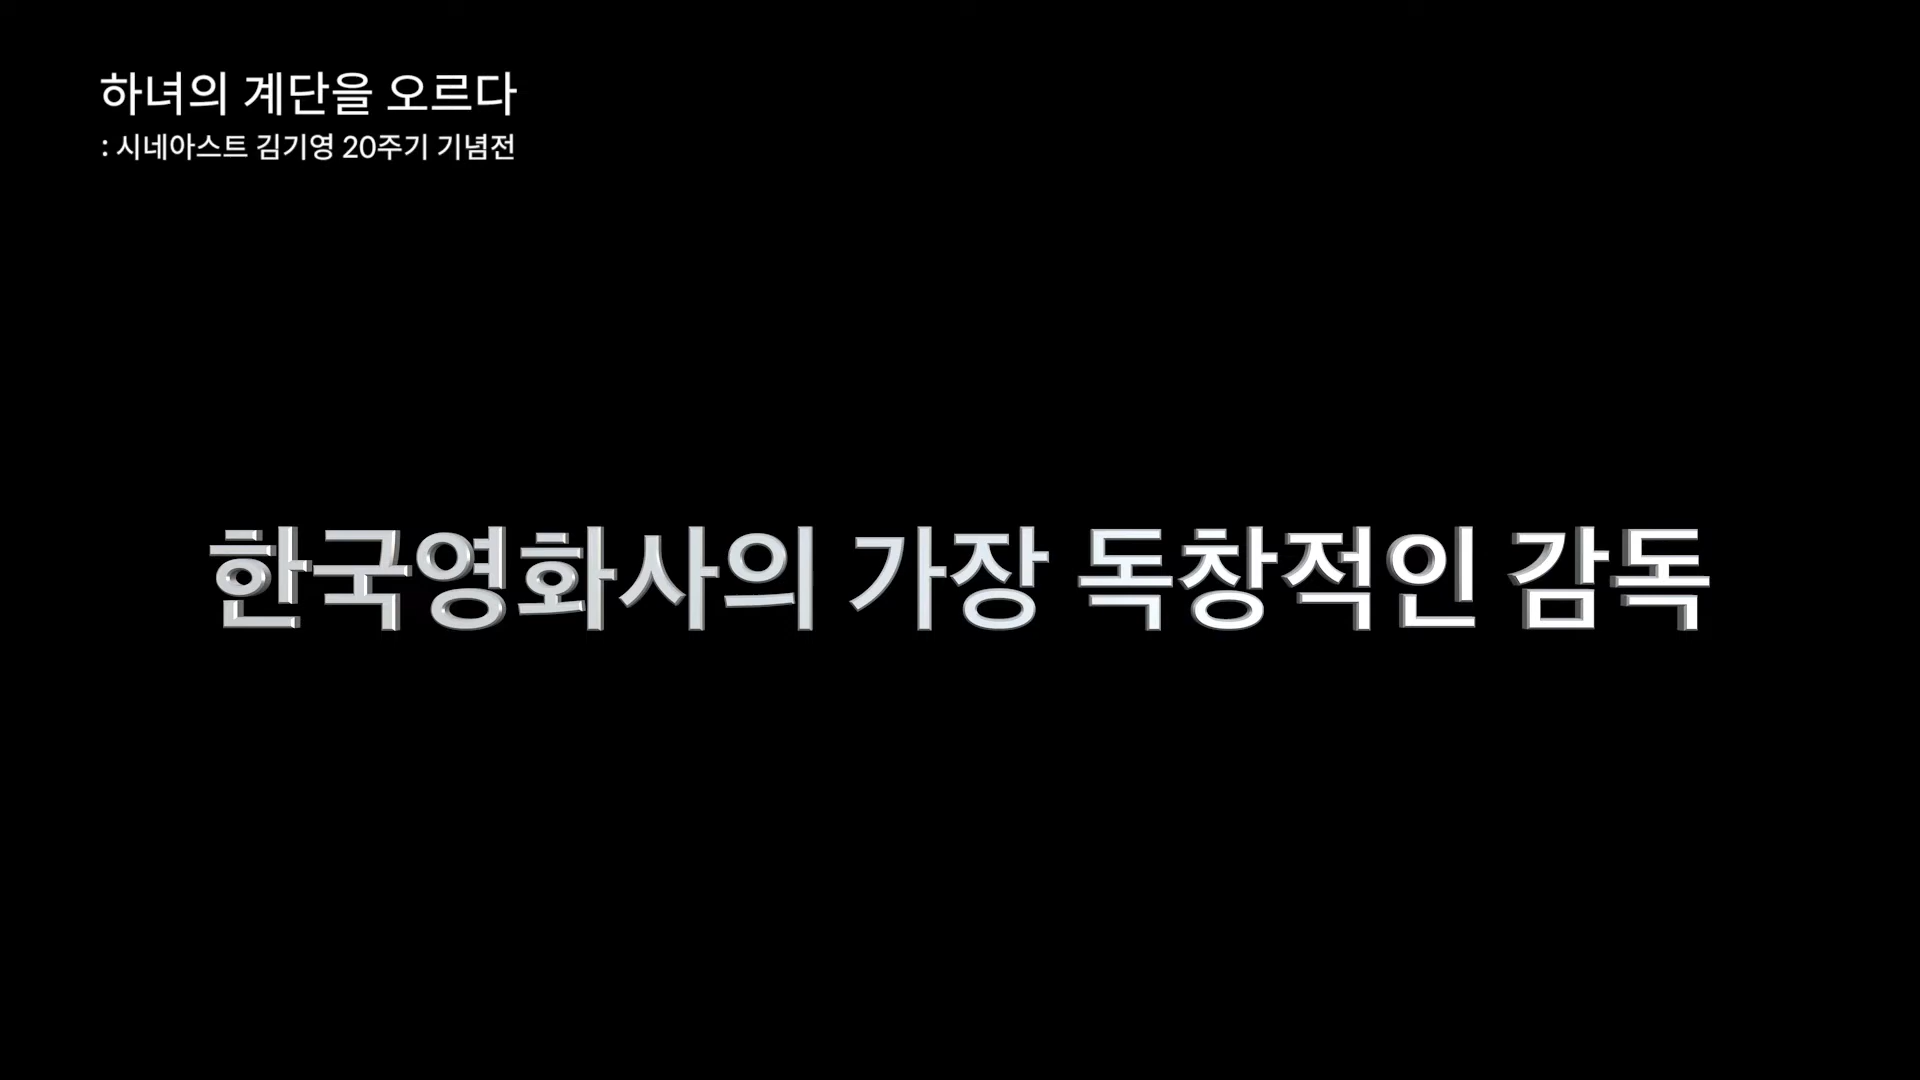 하녀의 계단을 오르다
: 시네아스트 김기영 20주기 기념전
한국영화사의 가장 독창적인 감독